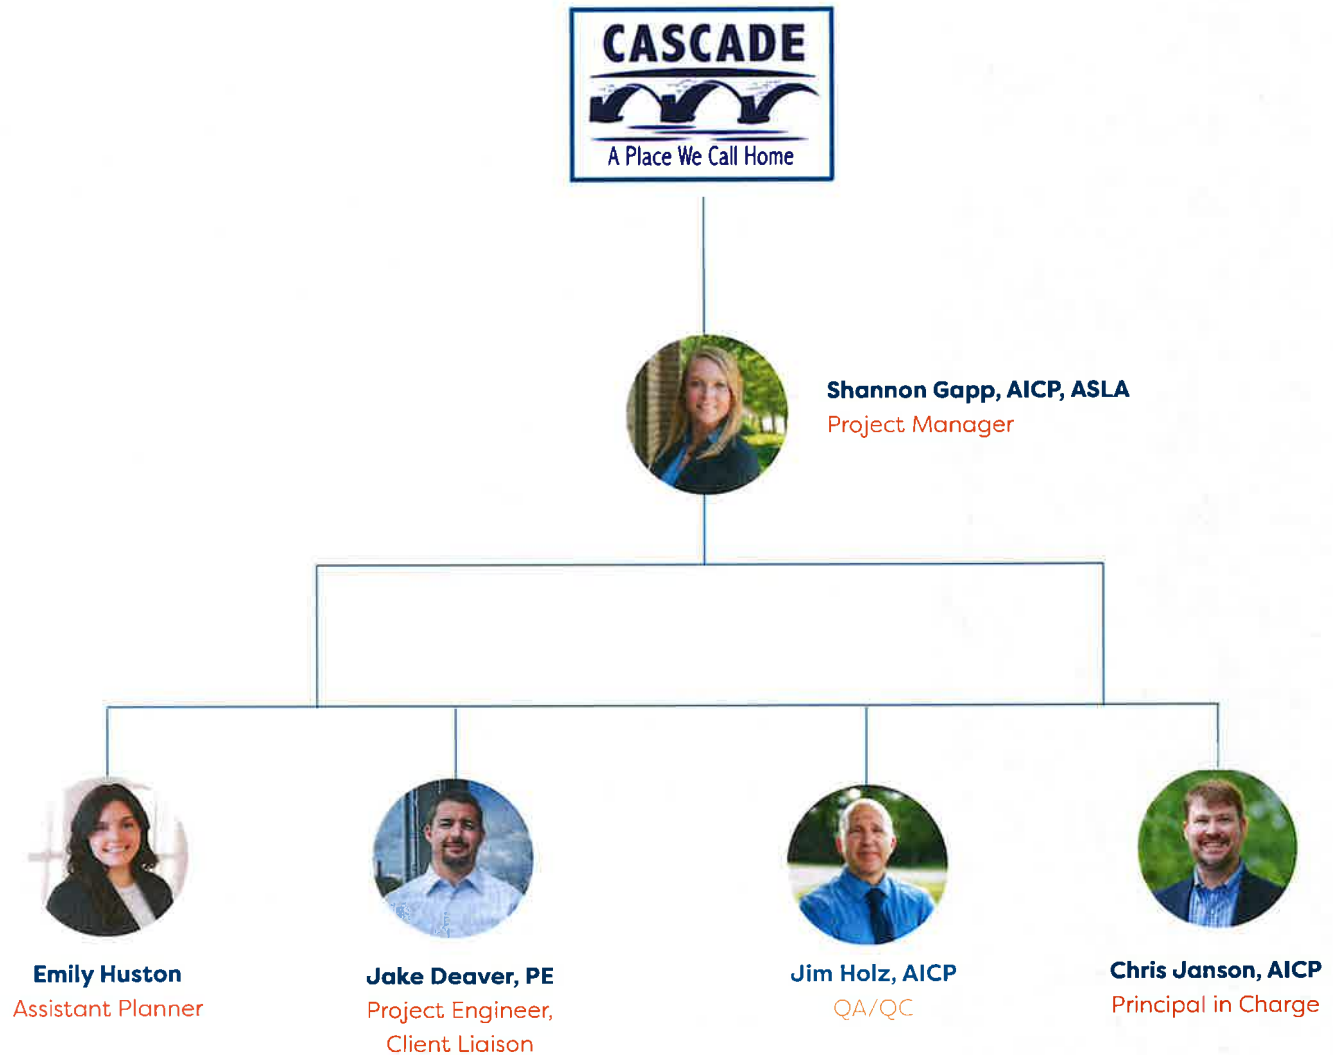 CASCADE
A Place We Call Home
Shannon Gapp, AICP, ASLA
Project Manager
Emily Huston
Assistant Planner
Jake Deaver, PE
Project Engineer,
Client Liaison
Jim Holz, AICP
QA/QC
Chris Janson, AICP
Principal in Charge